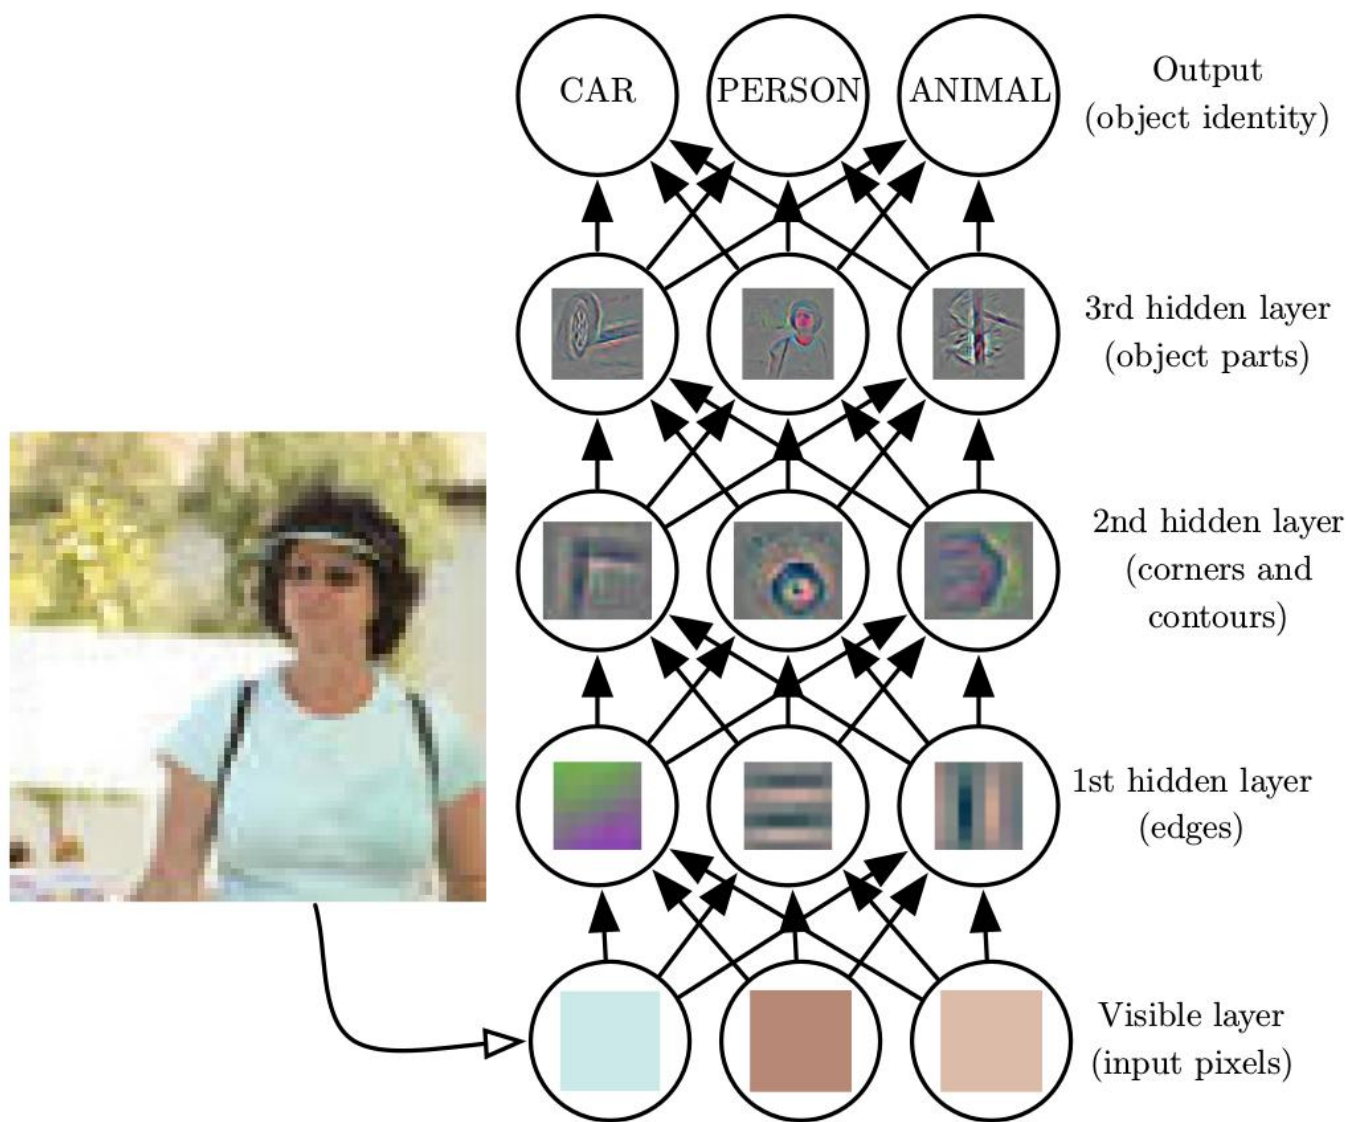 CAR
PERSON
ANIMAL
Output
(object identity)
3rd hidden layer
(object parts)
2nd hidden layer
(corners and
contours)
1st hidden layer
(edges)
Visible layer
(input pixels)